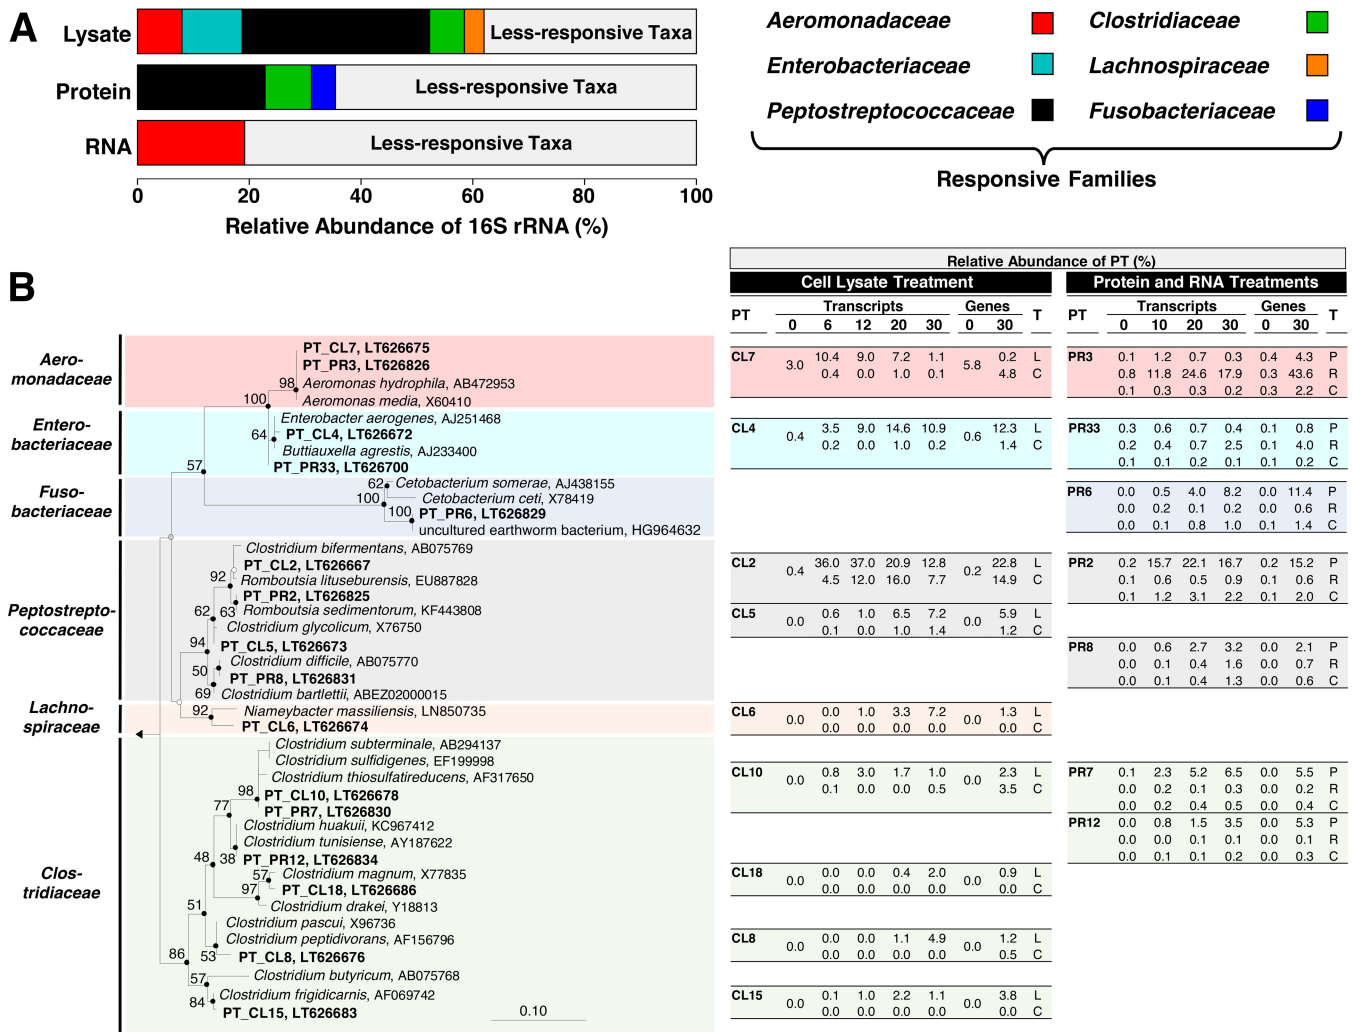 A
Lysate
Less-responsive Taxa
Protein
Less-responsive Taxa
RNA
Less-responsive Taxa
0 20 40 60 80 100
Relative Abundance of 16S rRNA (%)
Aeromonadaceae
Clostridiaceae
Enterobacteriaceae
Lachnospiraceae
Peptostreptococcaceae
Fusobacteriaceae
Responsive Families
B
Aero-
monadaceae
PT_CL7, LT626675
PT_PR3, LT626826
98 Aeromonas hydrophila, AB472953
100 Aeromonas media, X60410
Entero-
bacteriaceae
Enterobacter aerogenes, AJ251468
64 PT_CL4, LT626672
Buttiauxella agrestis, AJ233400
57 PT_PR33, LT626700
Fuso-
bacteriaceae
62 Cetobacterium somerae, AJ438155
100 Cetobacterium ceti, X78419
100 PT_PR6, LT626829
uncultured earthworm bacterium, HG964632
Peptostrepto-
coccaceae
Clostridium bifermentans, AB075769
PT_CL2, LT626667
92 Romboutsia lituseburensis, EU887828
PT_PR2, LT626825
62 63 Romboutsia sedimentorum, KF443808
Clostridium glycolicum, X76750
94 PT_CL5, LT626673
Clostridium difficile, AB075770
50 PT_PR8, LT626831
69 Clostridium bartlettii, ABEZ02000015
Lachno-
spiraceae
92 Niameybacter massiliensis, LN850735
PT_CL6, LT626674
Clos-
tridiaceae
Clostridium subterminale, AB294137
Clostridium sulfidigenes, EF199998
Clostridium thiosulfatireducens, AF317650
98 PT_CL10, LT626678
77 PT_PR7, LT626830
Clostridium huakuii, KC967412
Clostridium tunisiense, AY187622
48 38 PT_PR12, LT626834
57 Clostridium magnum, X77835
97 PT_CL18, LT626686
51 Clostridium drakei, Y18813
Clostridium pascui, X96736
Clostridium peptidivorans, AF156796
86 53 PT_CL8, LT626676
57 Clostridium butyricum, AB075768
84 Clostridium frigidicarnis, AF069742
PT_CL15, LT626683
0.10
Relative Abundance of PT (%)
Cell Lysate Treatment
PT Transcripts Genes T
0 6 12 20 30 0 30
CL7 3.0 10.4 9.0 7.2 1.1 5.8 0.2 L
0.4 0.0 1.0 0.1 4.8 C
CL4 0.4 3.5 9.0 14.6 10.9 0.6 12.3 L
0.2 0.0 1.0 0.2 1.4 C
CL2 0.4 36.0 37.0 20.9 12.8 0.2 22.8 L
4.5 12.0 16.0 7.7 14.9 C
CL5 0.0 0.6 1.0 6.5 7.2 0.0 5.9 L
0.1 0.0 1.0 1.4 1.2 C
CL6 0.0 0.0 1.0 3.3 7.2 0.0 1.3 L
0.0 0.0 0.0 0.0 0.0 C
CL10 0.0 0.8 3.0 1.7 1.0 0.0 2.3 L
0.1 0.0 0.0 0.5 3.5 C
CL18 0.0 0.0 0.0 0.4 2.0 0.0 0.9 L
0.0 0.0 0.0 0.0 0.0 C
CL8 0.0 0.0 0.0 1.1 4.9 0.0 1.2 L
0.0 0.0 0.0 0.0 0.5 C
CL15 0.0 0.1 1.0 2.2 1.1 0.0 3.8 L
0.0 0.0 0.0 0.0 0.0 C
Protein and RNA Treatments
PT Transcripts Genes T
0 10 20 30 0 30
PR3 0.1 1.2 0.7 0.3 0.4 4.3 P
0.8 11.8 24.6 17.9 0.3 43.6 R
0.1 0.3 0.3 0.2 0.3 2.2 C
PR33 0.3 0.6 0.7 0.4 0.1 0.8 P
0.2 0.4 0.7 2.5 0.1 4.0 R
0.1 0.1 0.2 0.1 0.1 0.2 C
PR6 0.0 0.5 4.0 8.2 0.0 11.4 P
0.0 0.2 0.1 0.2 0.0 0.6 R
0.0 0.1 0.8 1.0 0.1 1.4 C
PR2 0.2 15.7 22.1 16.7 0.2 15.2 P
0.1 0.6 0.5 0.9 0.1 0.6 R
0.1 1.2 3.1 2.2 0.1 2.0 C
PR8 0.0 0.6 2.7 3.2 0.0 2.1 P
0.0 0.1 0.4 1.6 0.0 0.7 R
0.0 0.1 0.4 1.3 0.0 0.6 C
PR7 0.1 2.3 5.2 6.5 0.0 5.5 P
0.0 0.2 0.1 0.3 0.0 0.2 R
0.0 0.2 0.4 0.5 0.0 0.4 C
PR12 0.0 0.8 1.5 3.5 0.0 5.3 P
0.0 0.0 0.1 0.1 0.0 0.1 R
0.0 0.1 0.1 0.2 0.0 0.3 C